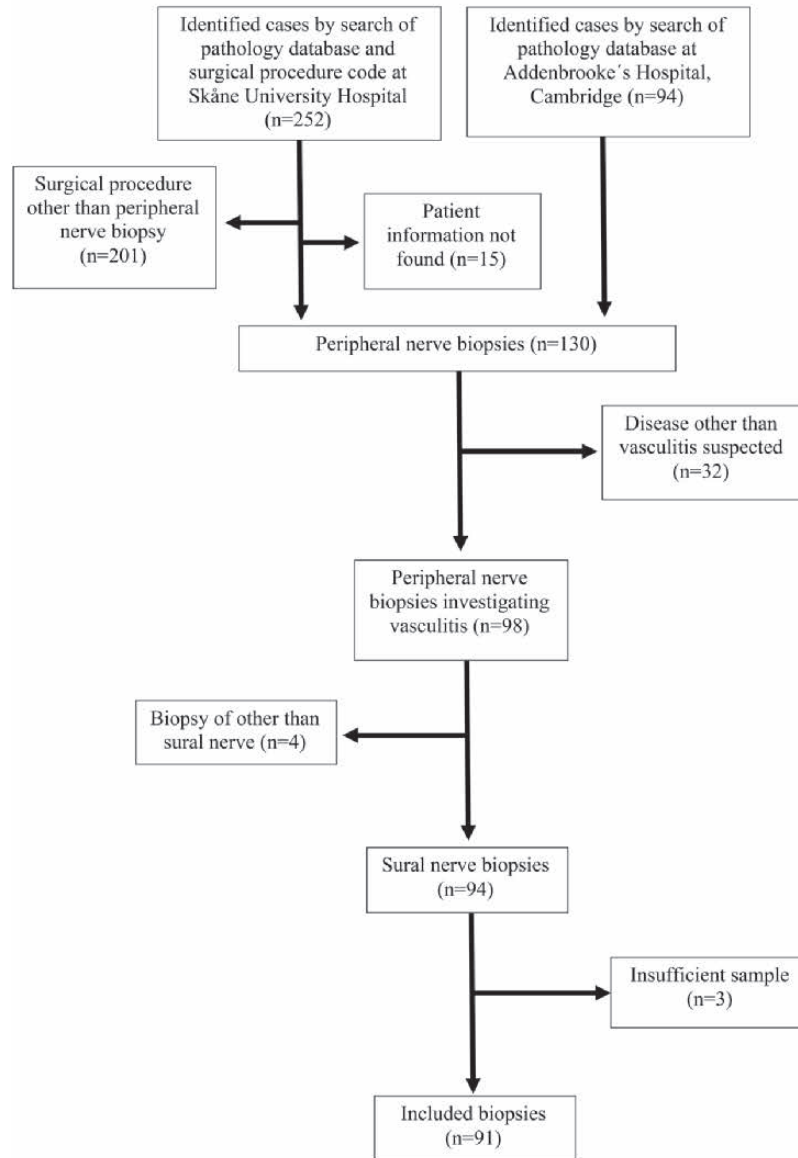 Identified cases by search of
pathology database and
surgical procedure code at
Skåne University Hospital
(n=252)
Identified cases by search of
pathology database at
Addenbrooke´s Hospital,
Cambridge (n=94)
Surgical procedure
other than peripheral
nerve biopsy
(n=201)
Patient
information not
found (n=15)
Peripheral nerve biopsies (n=130)
Disease other than
vasculitis suspected
(n=32)
Peripheral nerve
biopsies investigating
vasculitis (n=98)
Biopsy of other than
sural nerve (n=4)
Sural nerve biopsies
(n=94)
Insufficient sample
(n=3)
Included biopsies
(n=91)